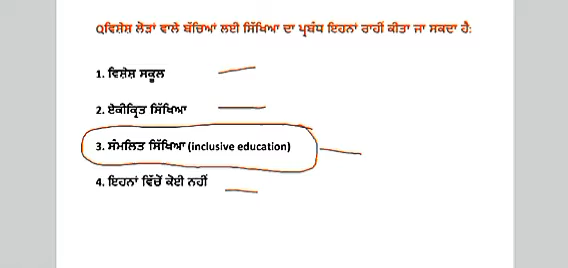 Qਵਿਸ਼ੇਸ਼ ਲੋੜਾਂ ਵਾਲੇ ਬੱਚਿਆਂ ਲਈ ਸਿੱਖਿਆ ਦਾ ਪ੍ਰਬੰਧ ਇਹਨਾਂ ਰਾਹੀਂ ਕੀਤਾ ਜਾ ਸਕਦਾ ਹੈ:
1. ਵਿਸ਼ੇਸ਼ ਸਕੂਲ
2. ਏਕੀਕ੍ਰਿਤ ਸਿੱਖਿਆ
3. ਸੰਮਲਿਤ ਸਿੱਖਿਆ (inclusive education)
4. ਇਹਨਾਂ ਵਿੱਚੋਂ ਕੋਈ ਨਹੀਂ